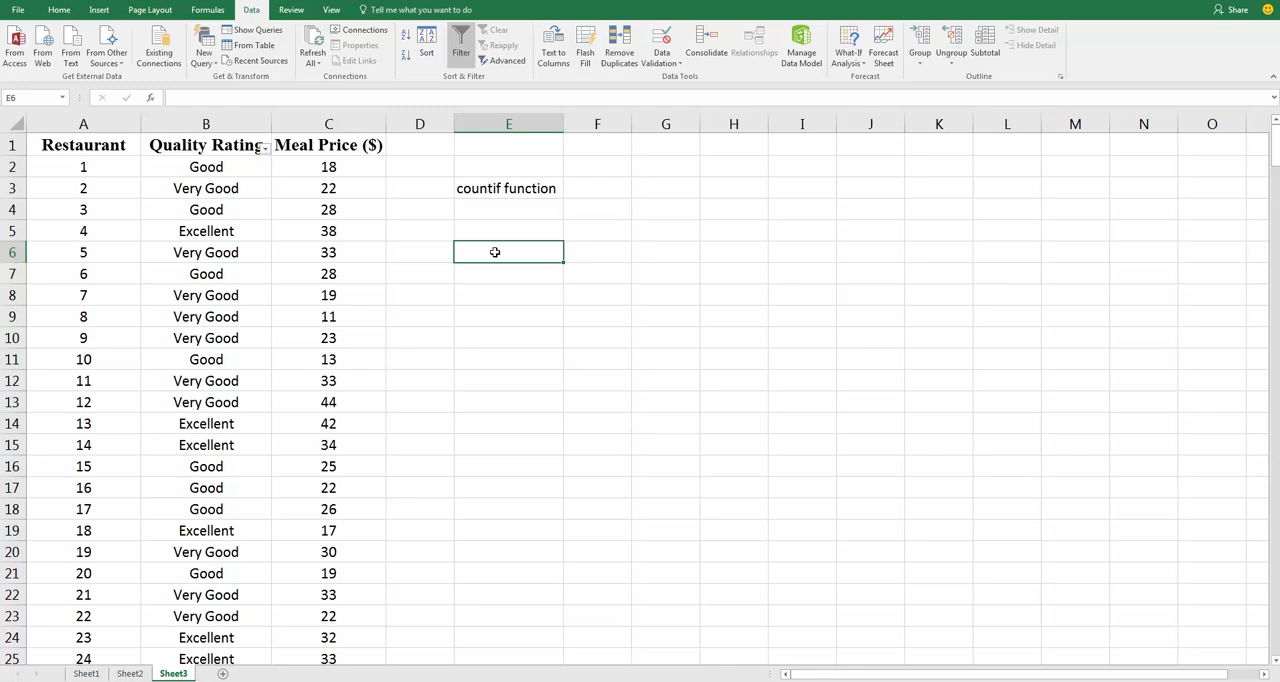 File Home Insert Page Layout Formulas Data Review View Tell me what you want to do Share
From Access
From Web
From Text
From Other Sources
Existing Connections
New Query
Show Queries
From Table
Recent Sources
Refresh All
Connections
Properties
Edit Links
Sort
Filter
Clear
Reapply
Advanced
Text to Columns
Flash Fill
Remove Duplicates
Data Validation
Consolidate
Relationships
Manage Data Model
What-If Analysis
Forecast Sheet
Group
Ungroup
Subtotal
Show Detail
Hide Detail
Get External Data Get & Transform Connections Sort & Filter Data Tools Forecast Outline
E6 fx
A B C D E F G H I J K L M N O
1 Restaurant Quality Rating Meal Price ($)
2 1 Good 18
3 2 Very Good 22 countif function
4 3 Good 28
5 4 Excellent 38
6 5 Very Good 33
7 6 Good 28
8 7 Very Good 19
9 8 Very Good 11
10 9 Very Good 23
11 10 Good 13
12 11 Very Good 33
13 12 Very Good 44
14 13 Excellent 42
15 14 Excellent 34
16 15 Good 25
17 16 Good 22
18 17 Good 26
19 18 Excellent 17
20 19 Very Good 30
21 20 Good 19
22 21 Very Good 33
23 22 Very Good 22
24 23 Excellent 32
25 24 Excellent 33
Sheet1 Sheet2 Sheet3